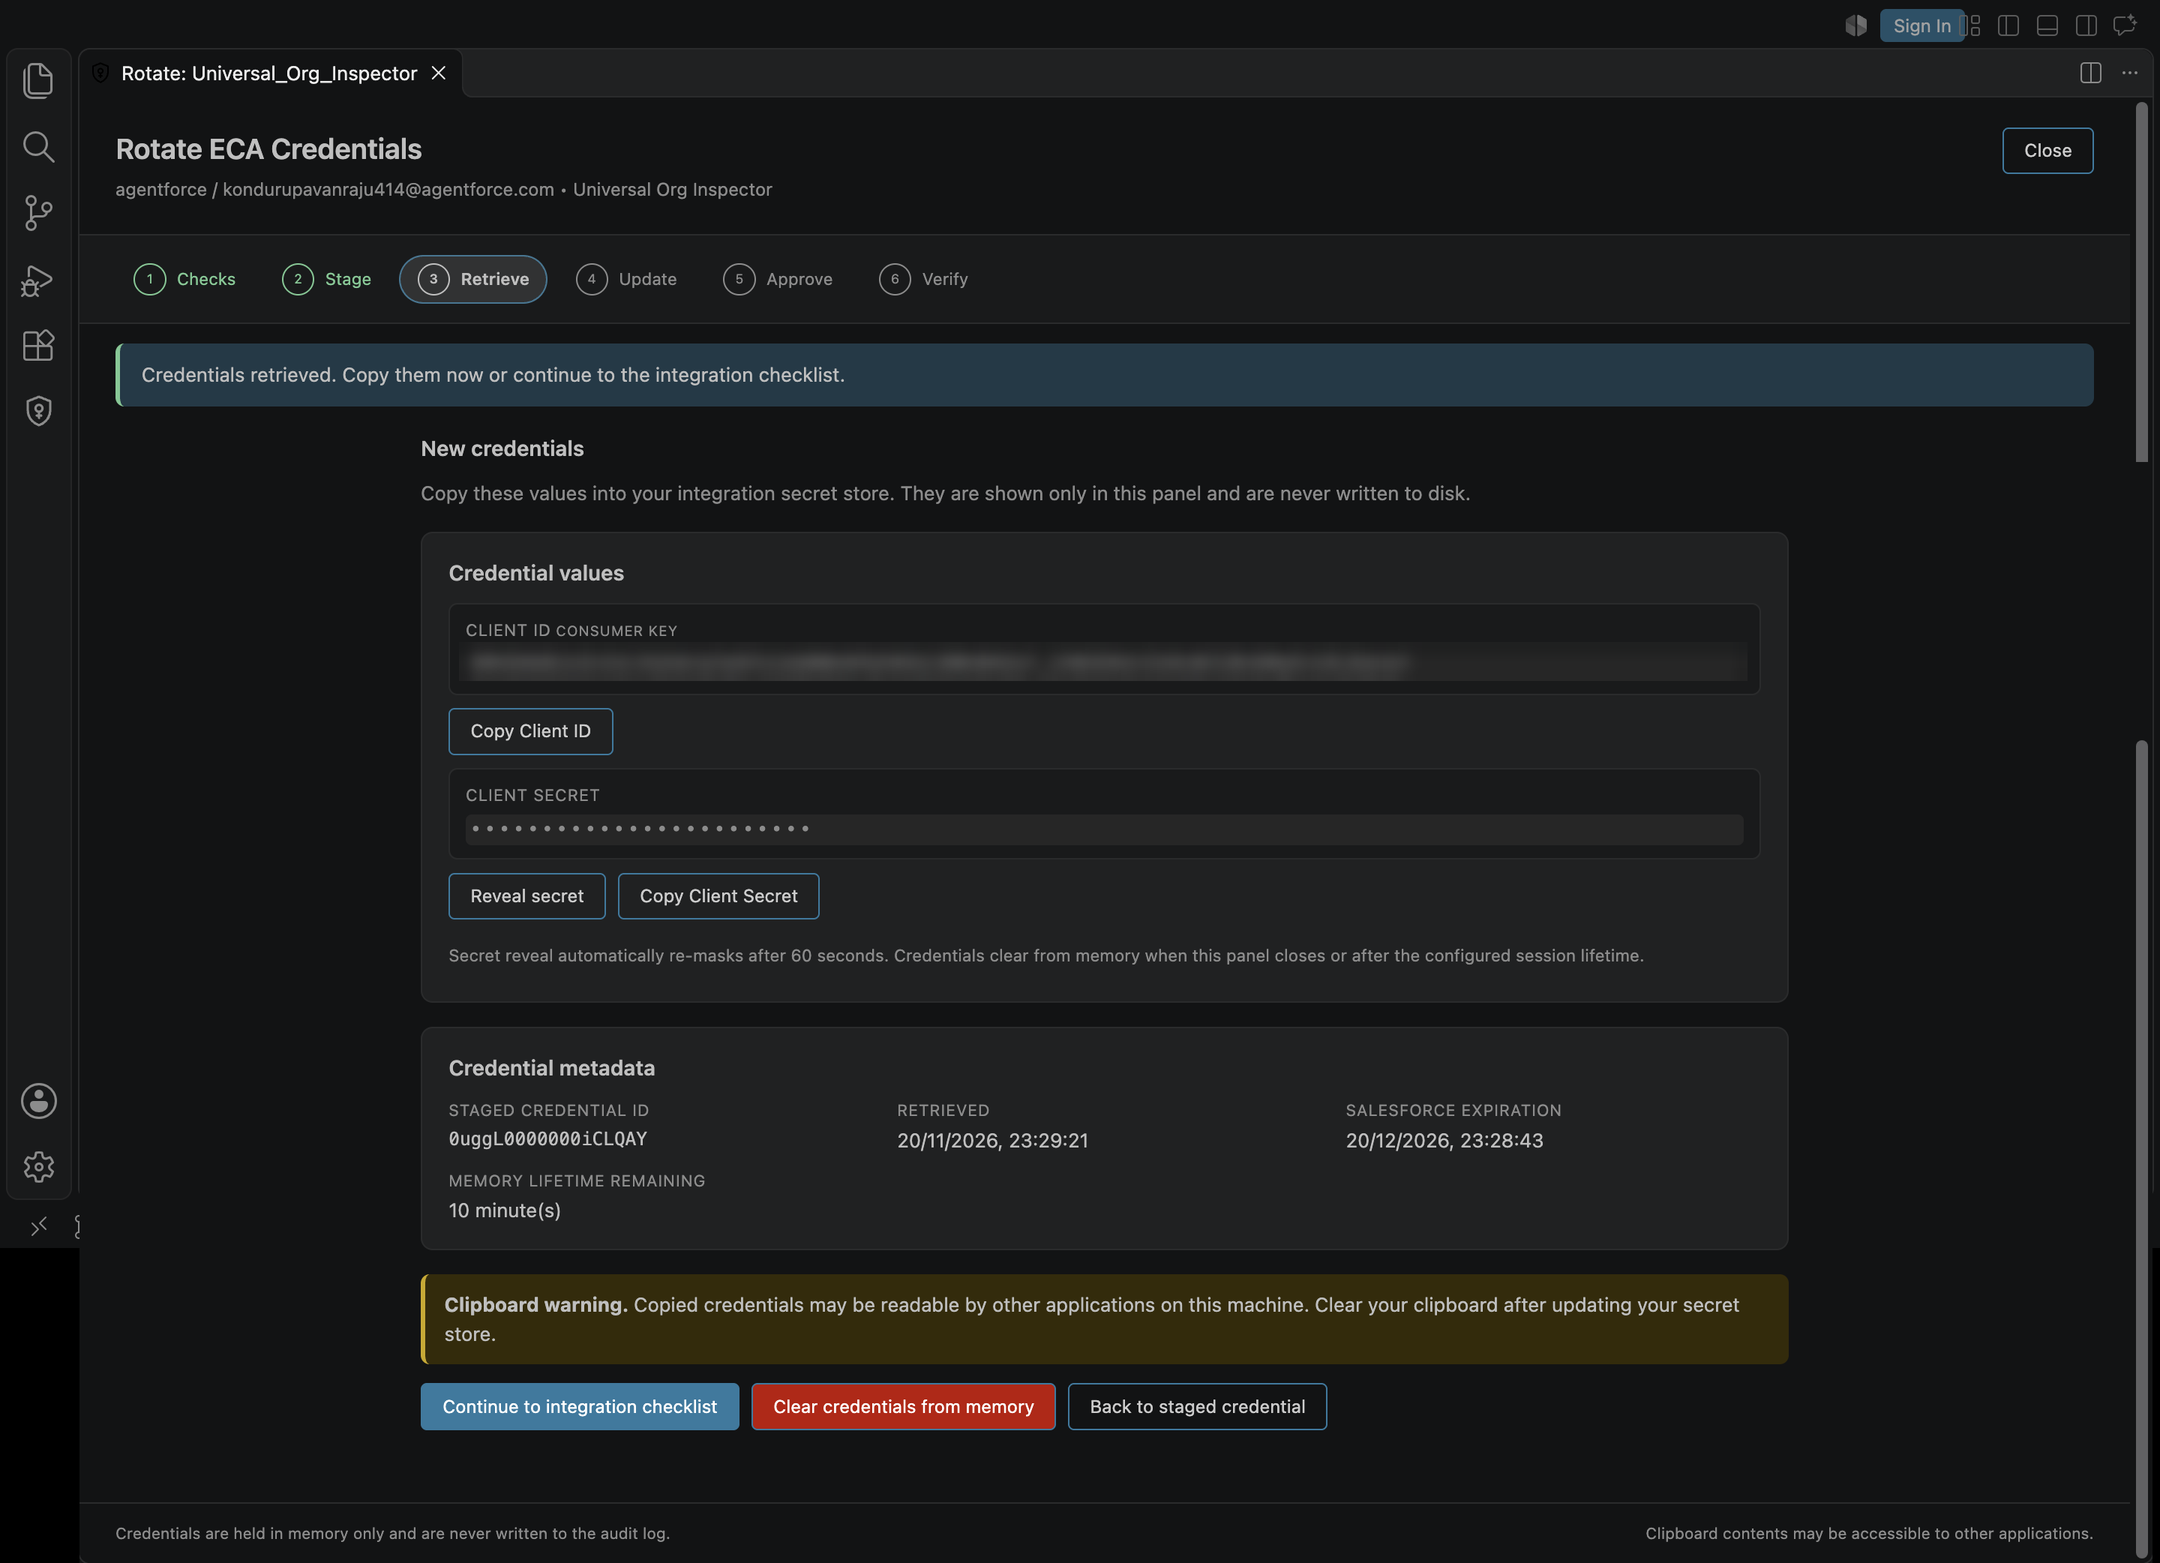 Sign In
Rotate: Universal_Org_Inspector
Rotate ECA Credentials
Close
agentforce / kondurupavanraju414@agentforce.com • Universal Org Inspector
1 Checks
2 Stage
3 Retrieve
4 Update
5 Approve
6 Verify
Credentials retrieved. Copy them now or continue to the integration checklist.
New credentials
Copy these values into your integration secret store. They are shown only in this panel and are never written to disk.
Credential values
CLIENT ID CONSUMER KEY
Copy Client ID
CLIENT SECRET
••••••••••••••••••••••••
Reveal secret
Copy Client Secret
Secret reveal automatically re-masks after 60 seconds. Credentials clear from memory when this panel closes or after the configured session lifetime.
Credential metadata
STAGED CREDENTIAL ID
0uggL0000000iCLQAY
RETRIEVED
20/11/2026, 23:29:21
SALESFORCE EXPIRATION
20/12/2026, 23:28:43
MEMORY LIFETIME REMAINING
10 minute(s)
Clipboard warning. Copied credentials may be readable by other applications on this machine. Clear your clipboard after updating your secret
store.
Continue to integration checklist
Clear credentials from memory
Back to staged credential
Credentials are held in memory only and are never written to the audit log.
Clipboard contents may be accessible to other applications.